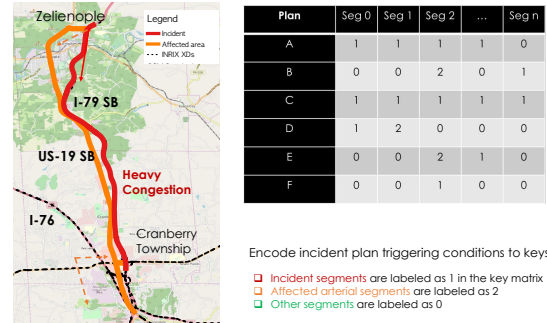 Zelienople
Legend
Incident
Affected area
INRIX XDs
I-79 SB
US-19 SB
Heavy
Congestion
I-76
Cranberry
Township
Plan Seg 0 Seg 1 Seg 2 ... Seg n
A 1 1 1 1 0
B 0 0 2 0 1
C 1 1 1 1 1
D 1 2 0 0 0
E 0 0 2 1 0
F 0 0 1 0 0
Encode incident plan triggering conditions to keys
Incident segments are labeled as 1 in the key matrix
Affected arterial segments are labeled as 2
Other segments are labeled as 0